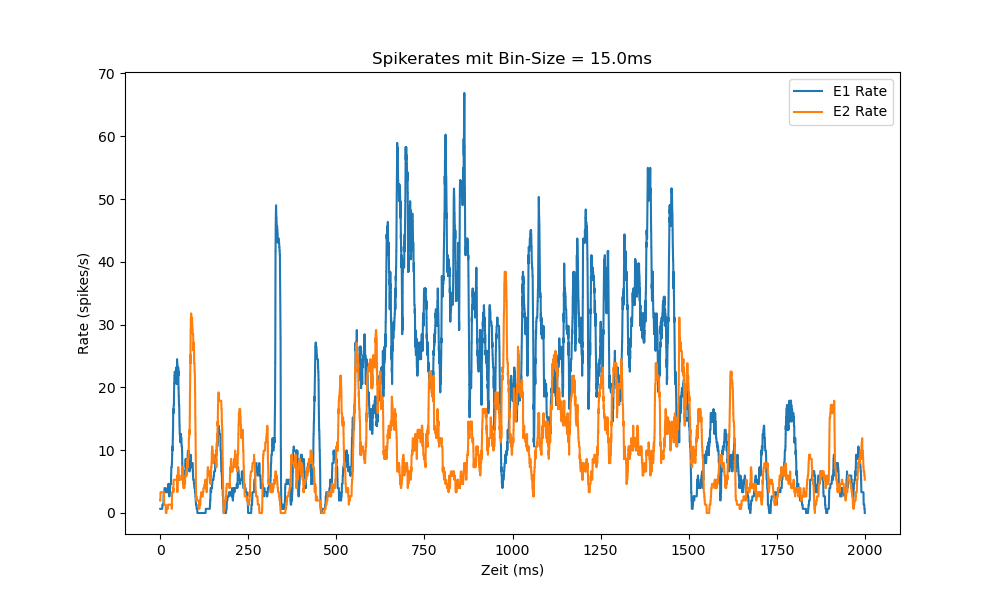 Spikerates mit Bin-Size = 15.0ms
E1 Rate
E2 Rate
Rate (spikes/s)
70
60
50
40
30
20
10
0
0 250 500 750 1000 1250 1500 1750 2000
Zeit (ms)